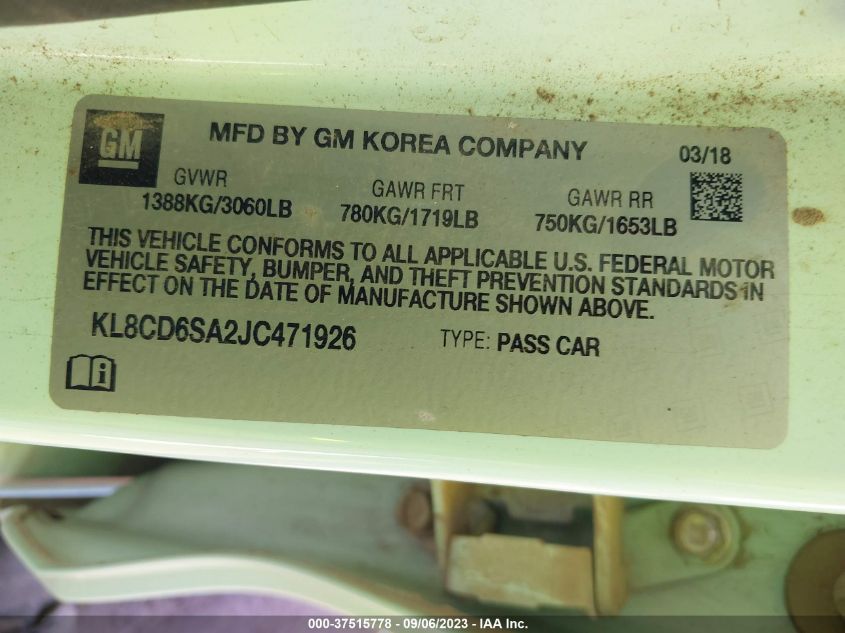 GM
MFD BY GM KOREA COMPANY
03/18
GVWR
1388KG/3060LB
GAWR FRT
780KG/1719LB
GAWR RR
750KG/1653LB
THIS VEHICLE CONFORMS TO ALL APPLICABLE U.S. FEDERAL MOTOR
VEHICLE SAFETY, BUMPER, AND THEFT PREVENTION STANDARDS IN
EFFECT ON THE DATE OF MANUFACTURE SHOWN ABOVE.
KL8CD6SA2JC471926
TYPE: PASS CAR
000-37515778 - 09/06/2023 - IAA Inc.